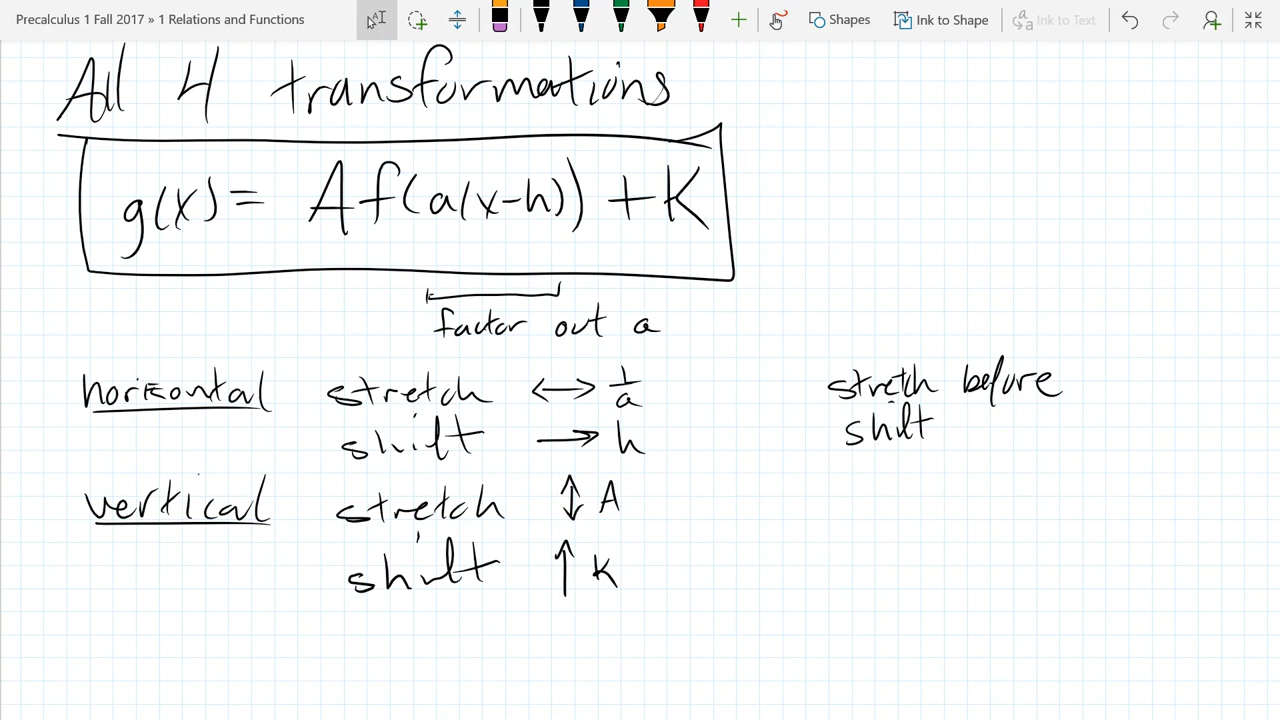 Precalculus 1 Fall 2017 » 1 Relations and Functions
Shapes
Ink to Shape
Ink to Text
All 4 transformations
g(x) = Af(a(x-h)) + K
factor out a
horizontal stretch ↔ 1/a
shift → h
vertical stretch ↕ A
shift ↑ K
stretch before
shift